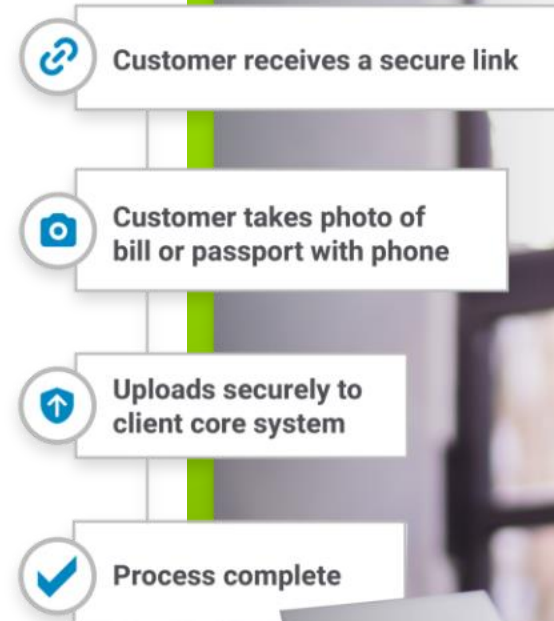 Customer receives a secure link
Customer takes photo of
bill or passport with phone
Uploads securely to
client core system
Process complete